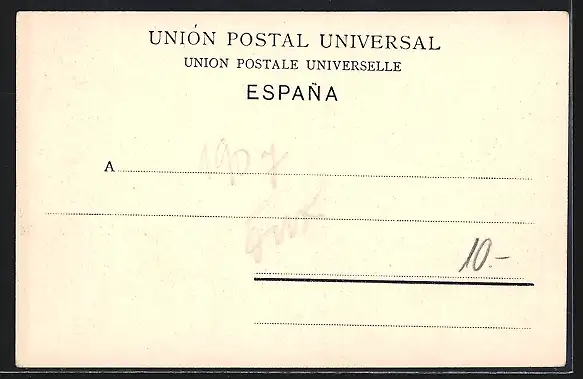 UNIÓN POSTAL UNIVERSAL
UNION POSTALE UNIVERSELLE
ESPAÑA
A
1907
10.-